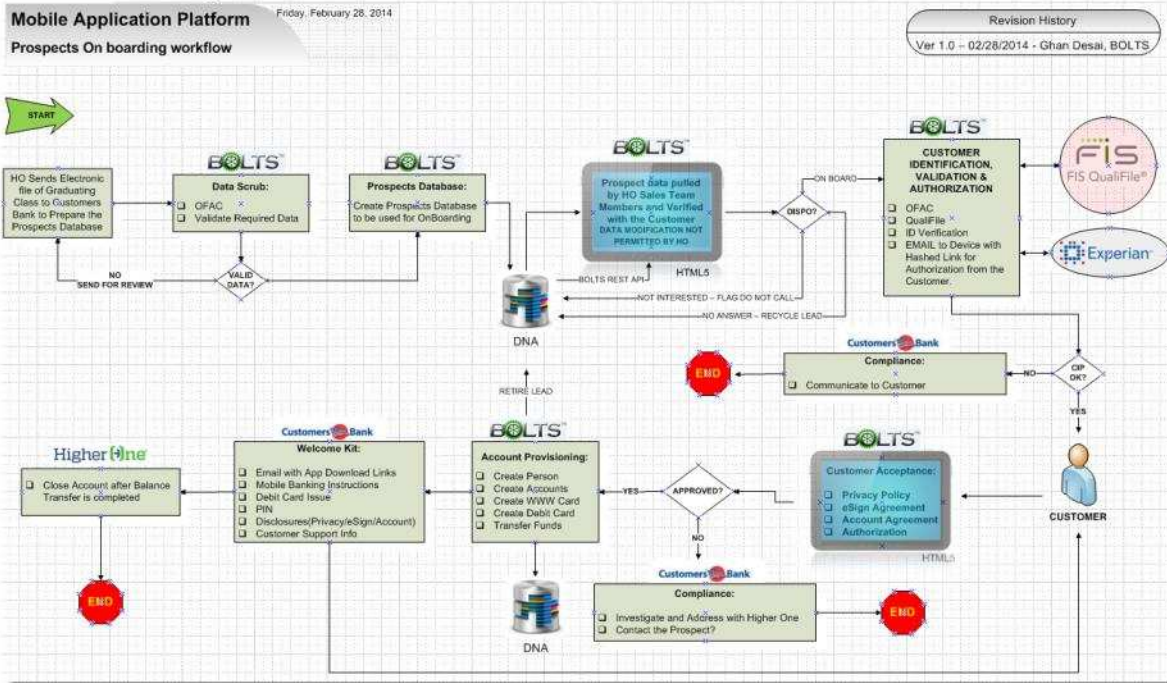 Mobile Application Platform
Friday, February 28, 2014
Prospects On boarding workflow
Revision History
Ver 1.0 – 02/28/2014 - Ghan Desai, BOLTS
START
HO Sends Electronic
file of Graduating
Class to Customers
Bank to Prepare the
Prospects Database
BOLTS™
Data Scrub:
OFAC
Validate Required Data
VALID
DATA?
NO
SEND FOR REVIEW
BOLTS™
Prospects Database:
Create Prospects Database
to be used for OnBoarding
DNA
BOLTS™
Prospect data pulled
by HO Sales Team
Members and Verified
with the Customer
DATA MODIFICATION NOT
PERMITTED BY HO
HTML5
BOLTS REST API
DISPO?
ON BOARD
NOT INTERESTED – FLAG DO NOT CALL
NO ANSWER – RECYCLE LEAD
BOLTS™
CUSTOMER
IDENTIFICATION,
VALIDATION &
AUTHORIZATION
OFAC
QualiFile
ID Verification
EMAIL to Device with
Hashed Link for
Authorization from the
Customer.
FIS
FIS QualiFile®
Experian™
CIP
OK?
NO
YES
Customers Bank
Compliance:
Communicate to Customer
END
CUSTOMER
BOLTS™
Customer Acceptance:
Privacy Policy
eSign Agreement
Account Agreement
Authorization
HTML5
APPROVED?
YES
NO
RETIRE LEAD
BOLTS™
Account Provisioning:
Create Person
Create Accounts
Create WWW Card
Create Debit Card
Transfer Funds
DNA
Customers Bank
Compliance:
Investigate and Address with Higher One
Contact the Prospect?
END
Customers Bank
Welcome Kit:
Email with App Download Links
Mobile Banking Instructions
Debit Card Issue
PIN
Disclosures(Privacy/eSign/Account)
Customer Support Info
Higher One
Close Account after Balance
Transfer is completed
END